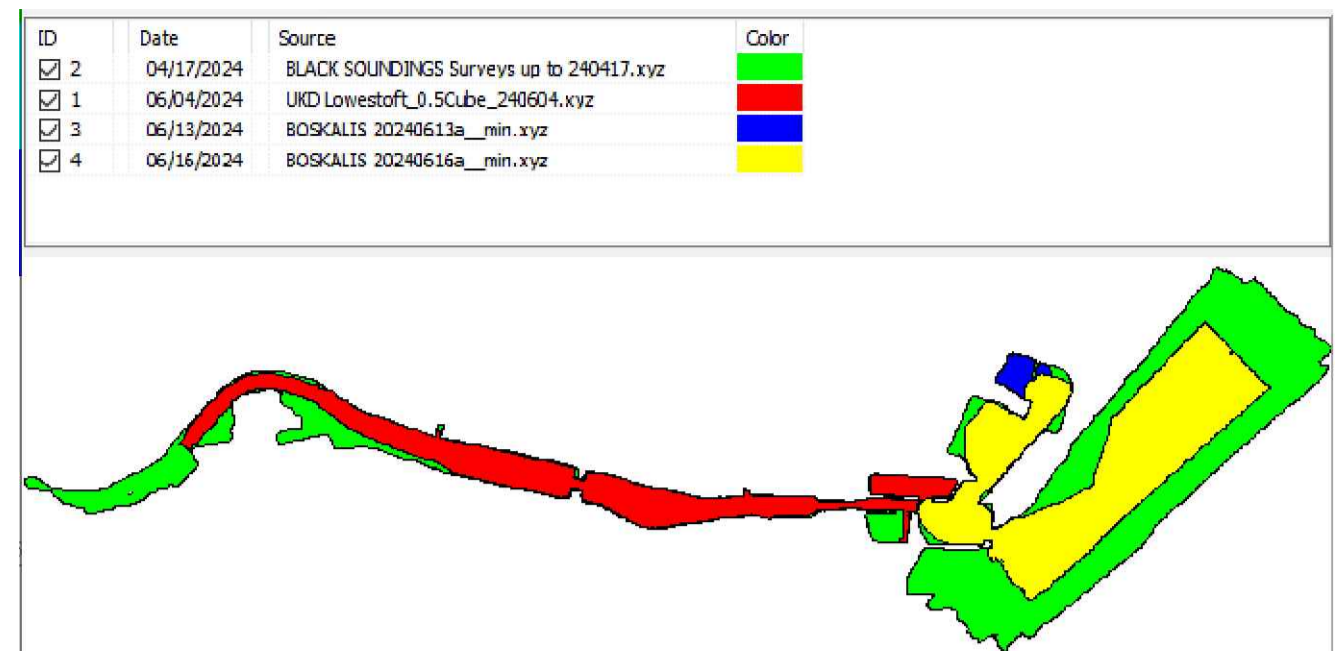 ID Date Source Color
2 04/17/2024 BLACK SOUNDINGS Surveys up to 240417.xyz
1 06/04/2024 UKD Lowestoft_0.5Cube_240604.xyz
3 06/13/2024 BOSKALIS 20240613a__min.xyz
4 06/16/2024 BOSKALIS 20240616a__min.xyz